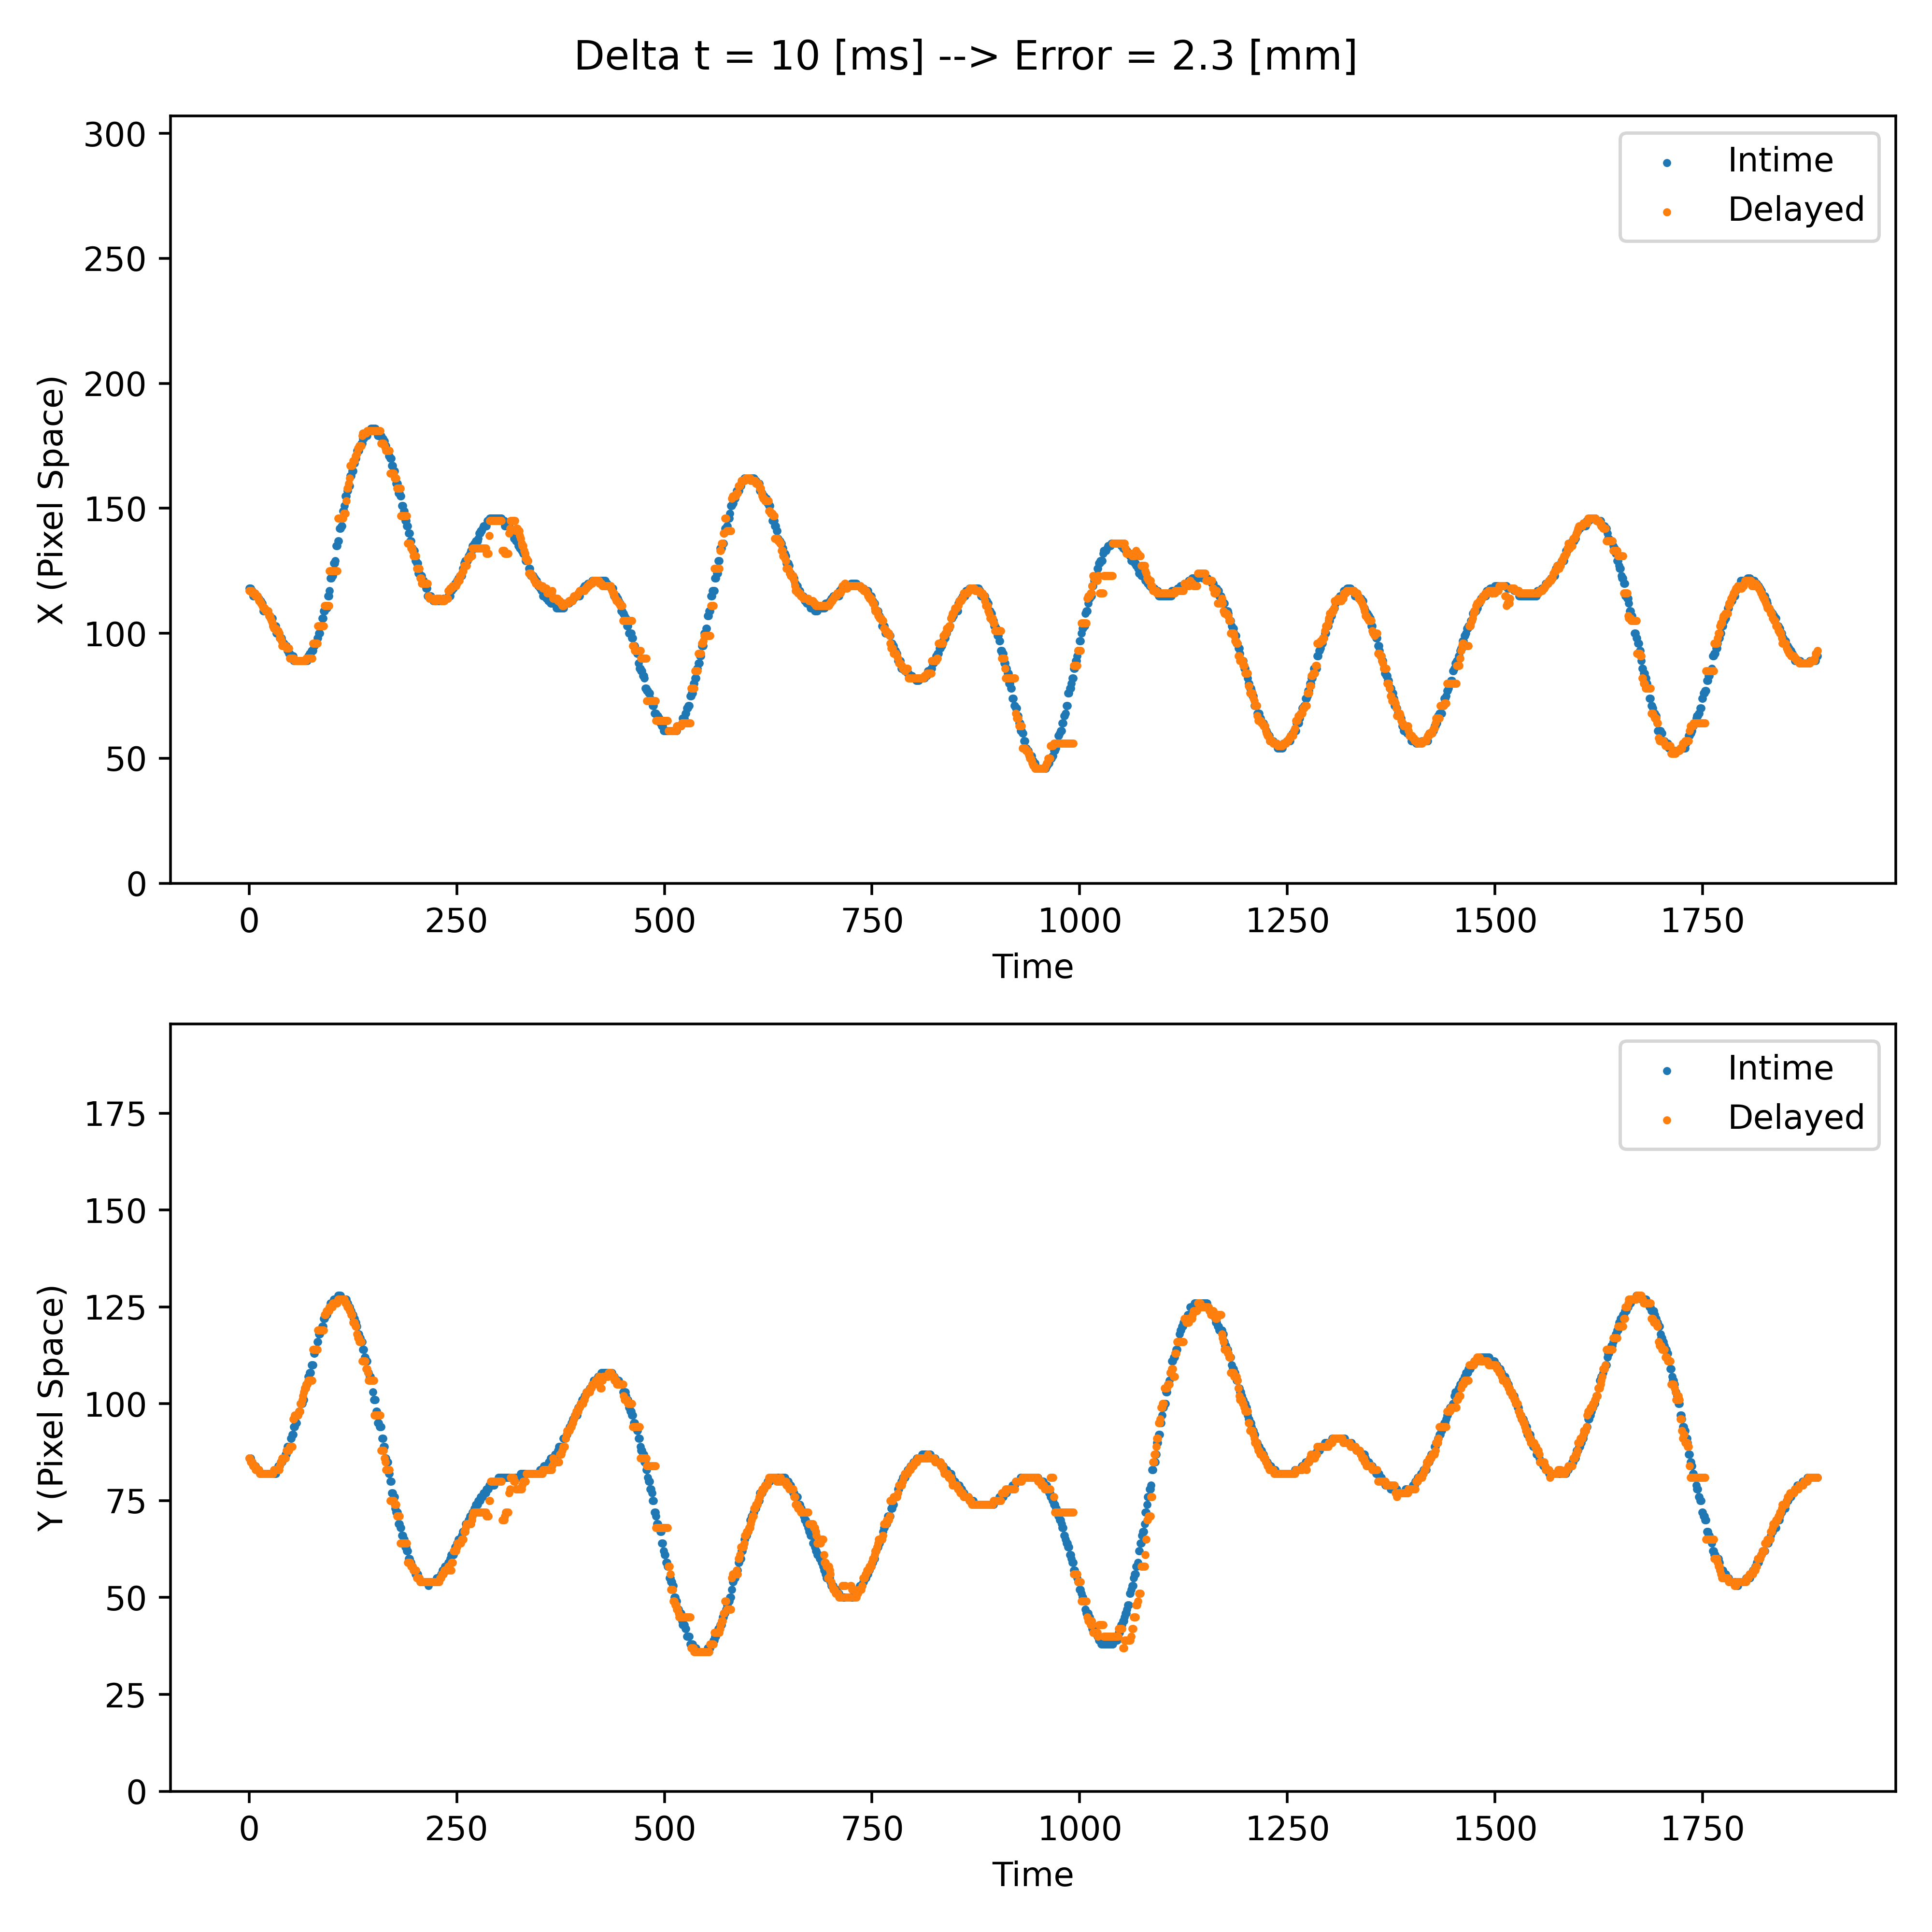 Delta t = 10 [ms] --> Error = 2.3 [mm]
300
250
200
150
100
50
0
X (Pixel Space)
Intime
Delayed
0 250 500 750 1000 1250 1500 1750
Time
175
150
125
100
75
50
25
0
Y (Pixel Space)
Intime
Delayed
0 250 500 750 1000 1250 1500 1750
Time